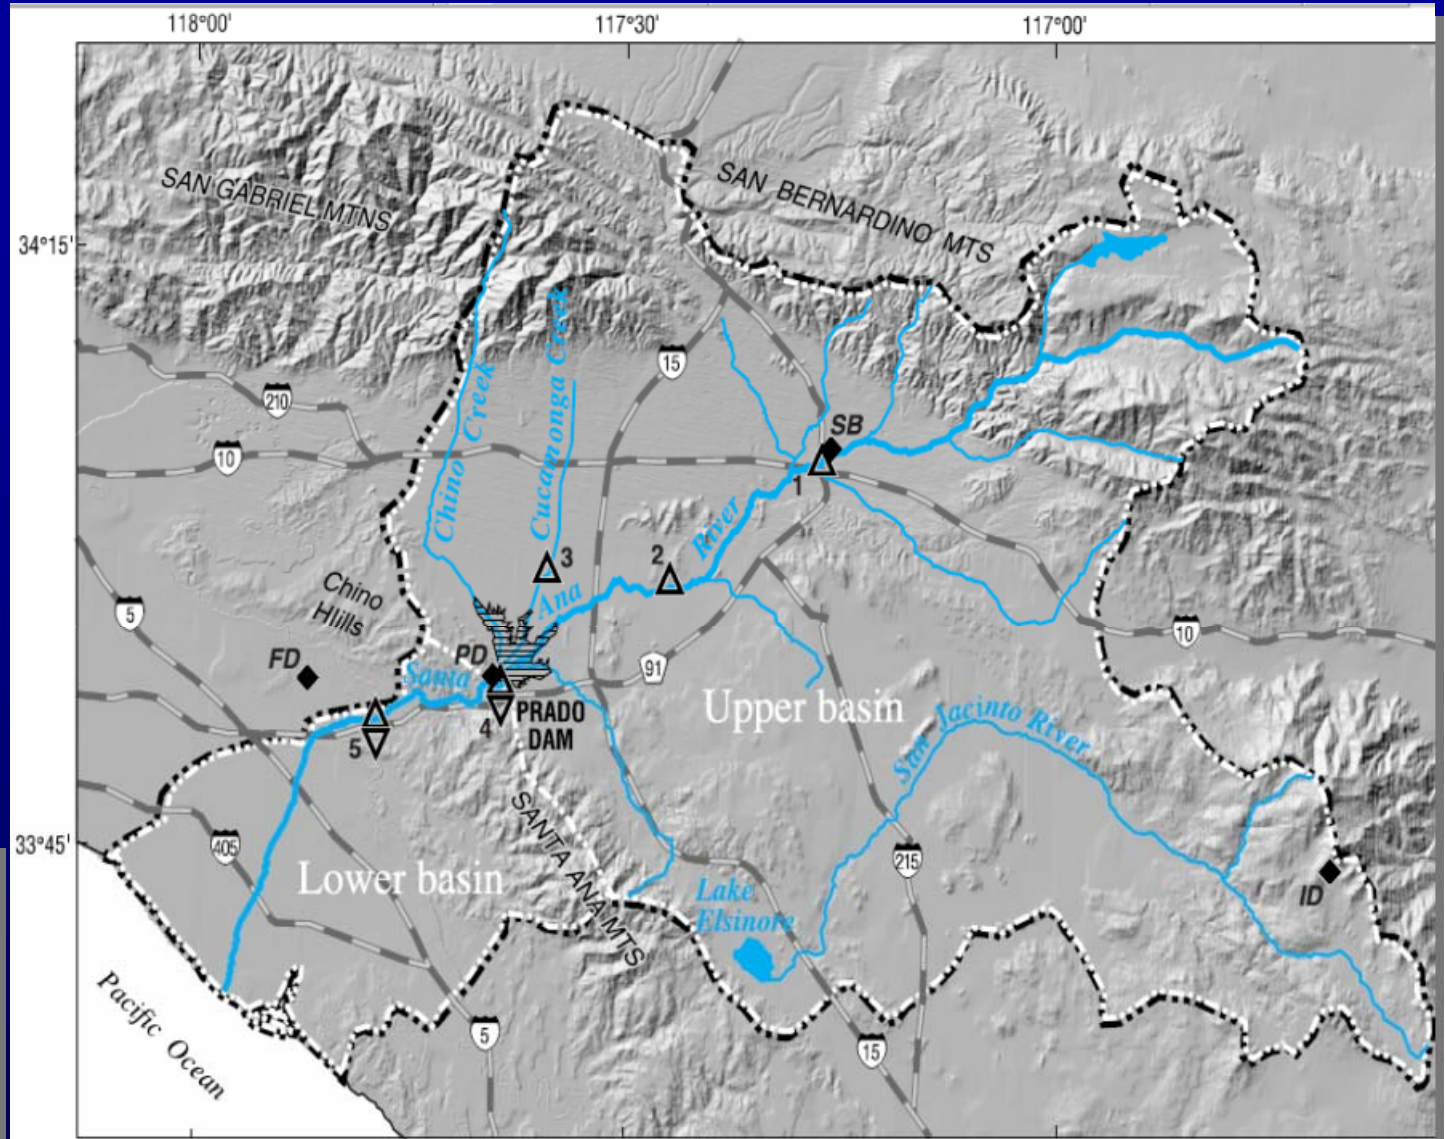 118°00'
117°30'
117°00'
34°15'
33°45'
SAN GABRIEL MTNS
SAN BERNARDINO MTS
Chino Creek
Cucamonga Creek
15
210
10
SB
1
River
3
2
Ana
Chino
HIills
5
FD
PD
Santa
91
10
Upper basin
San Jacinto River
4
PRADO
DAM
5
SANTA ANA MTS
405
Lower basin
215
Lake
Elsinore
ID
Pacific Ocean
5
15